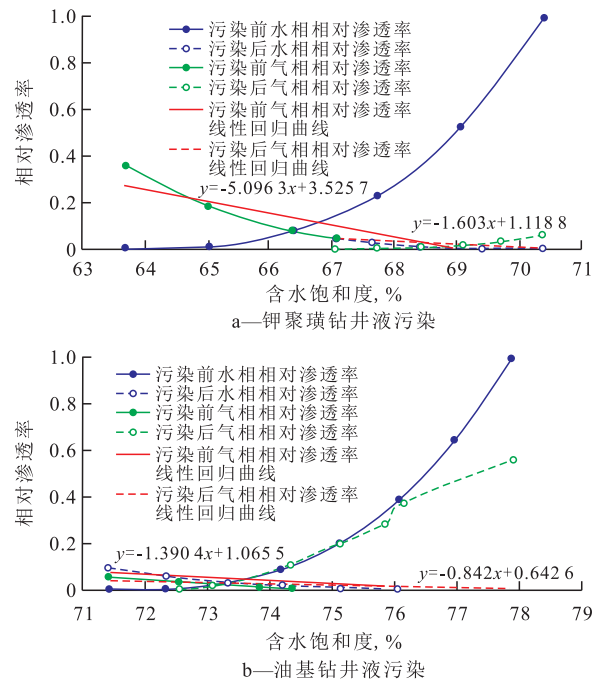 1.0
0.8
0.6
0.4
0.2
0
相对渗透率
污染前水相相对渗透率
污染后水相相对渗透率
污染前气相相对渗透率
污染后气相相对渗透率
污染前气相相对渗透率
线性回归曲线
污染后气相相对渗透率
线性回归曲线
y=-5.096 3x+3.525 7
y=-1.603x+1.118 8
63 64 65 66 67 68 69 70 71
含水饱和度, %
a—钾聚璜钻井液污染
1.0
0.8
0.6
0.4
0.2
0
相对渗透率
污染前水相相对渗透率
污染后水相相对渗透率
污染前气相相对渗透率
污染后气相相对渗透率
污染前气相相对渗透率
线性回归曲线
污染后气相相对渗透率
线性回归曲线
y=-1.390 4x+1.065 5
y=-0.842x+0.642 6
71 72 73 74 75 76 77 78 79
含水饱和度, %
b—油基钻井液污染